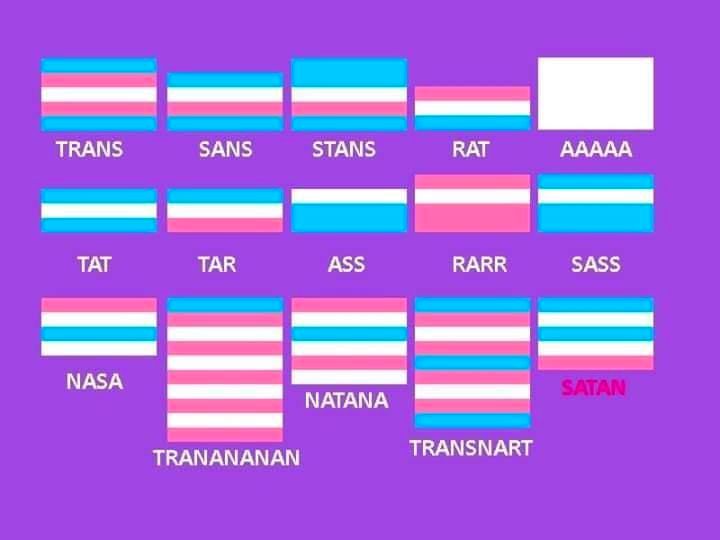 TRANS SANS STANS RAT AAAAA
TAT TAR ASS RARR SASS
NASA NATANA SATAN
TRANANANAN TRANSNART